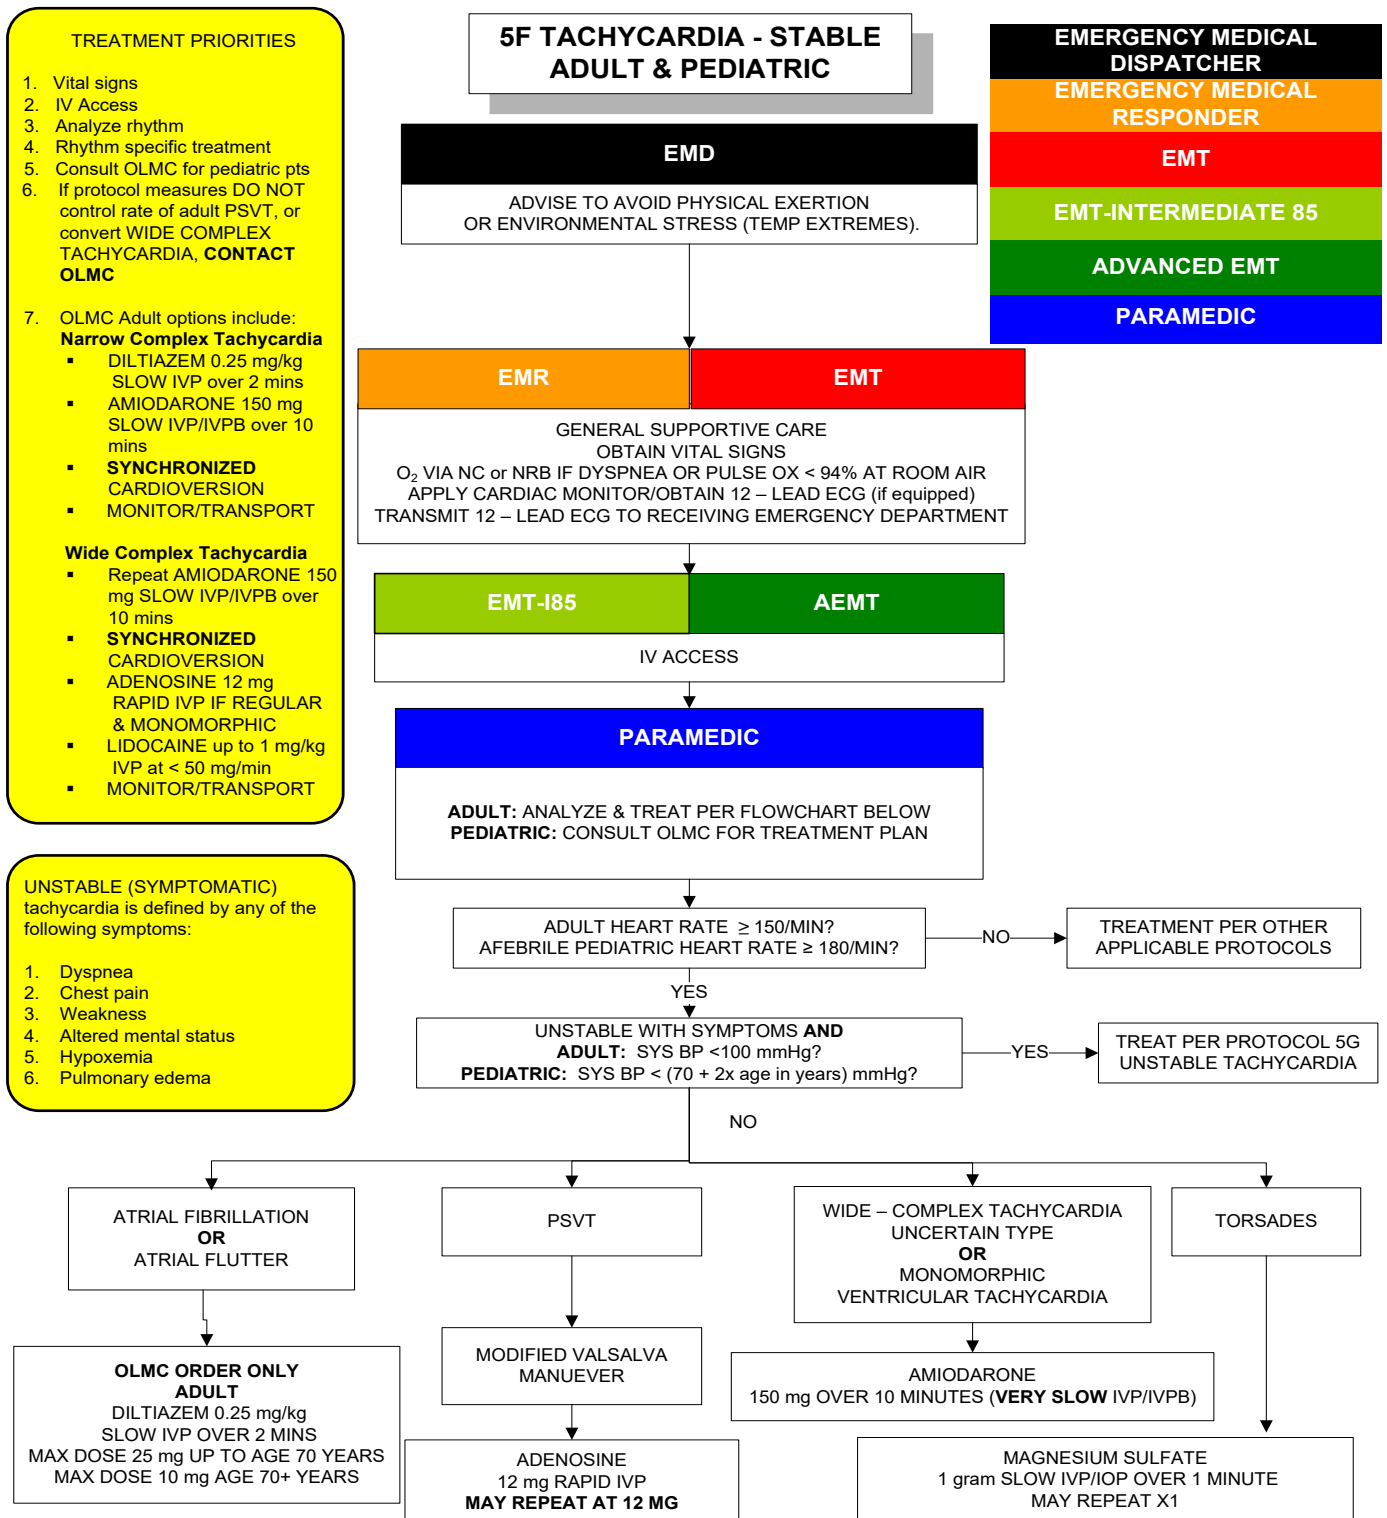 TREATMENT PRIORITIES
1. Vital signs
2. IV Access
3. Analyze rhythm
4. Rhythm specific treatment
5. Consult OLMC for pediatric pts
6. If protocol measures DO NOT
control rate of adult PSVT, or
convert WIDE COMPLEX
TACHYCARDIA, CONTACT
OLMC
7. OLMC Adult options include:
Narrow Complex Tachycardia
▪ DILTIAZEM 0.25 mg/kg
SLOW IVP over 2 mins
▪ AMIODARONE 150 mg
SLOW IVP/IVPB over 10
mins
▪ SYNCHRONIZED
CARDIOVERSION
▪ MONITOR/TRANSPORT
Wide Complex Tachycardia
▪ Repeat AMIODARONE 150
mg SLOW IVP/IVPB over
10 mins
▪ SYNCHRONIZED
CARDIOVERSION
▪ ADENOSINE 12 mg
RAPID IVP IF REGULAR
& MONOMORPHIC
▪ LIDOCAINE up to 1 mg/kg
IVP at < 50 mg/min
▪ MONITOR/TRANSPORT
UNSTABLE (SYMPTOMATIC)
tachycardia is defined by any of the
following symptoms:
1. Dyspnea
2. Chest pain
3. Weakness
4. Altered mental status
5. Hypoxemia
6. Pulmonary edema
5F TACHYCARDIA - STABLE
ADULT & PEDIATRIC
EMERGENCY MEDICAL
DISPATCHER
EMERGENCY MEDICAL
RESPONDER
EMT
EMT-INTERMEDIATE 85
ADVANCED EMT
PARAMEDIC
EMD
ADVISE TO AVOID PHYSICAL EXERTION
OR ENVIRONMENTAL STRESS (TEMP EXTREMES).
EMR
EMT
GENERAL SUPPORTIVE CARE
OBTAIN VITAL SIGNS
O2 VIA NC or NRB IF DYSPNEA OR PULSE OX < 94% AT ROOM AIR
APPLY CARDIAC MONITOR/OBTAIN 12 – LEAD ECG (if equipped)
TRANSMIT 12 – LEAD ECG TO RECEIVING EMERGENCY DEPARTMENT
EMT-I85
AEMT
IV ACCESS
PARAMEDIC
ADULT: ANALYZE & TREAT PER FLOWCHART BELOW
PEDIATRIC: CONSULT OLMC FOR TREATMENT PLAN
ADULT HEART RATE ≥ 150/MIN?
AFEBRILE PEDIATRIC HEART RATE ≥ 180/MIN?
NO
TREATMENT PER OTHER
APPLICABLE PROTOCOLS
YES
UNSTABLE WITH SYMPTOMS AND
ADULT: SYS BP <100 mmHg?
PEDIATRIC: SYS BP < (70 + 2x age in years) mmHg?
YES
TREAT PER PROTOCOL 5G
UNSTABLE TACHYCARDIA
NO
ATRIAL FIBRILLATION
OR
ATRIAL FLUTTER
PSVT
WIDE – COMPLEX TACHYCARDIA
UNCERTAIN TYPE
OR
MONOMORPHIC
VENTRICULAR TACHYCARDIA
TORSADES
OLMC ORDER ONLY
ADULT
DILTIAZEM 0.25 mg/kg
SLOW IVP OVER 2 MINS
MAX DOSE 25 mg UP TO AGE 70 YEARS
MAX DOSE 10 mg AGE 70+ YEARS
MODIFIED VALSALVA
MANUEVER
ADENOSINE
12 mg RAPID IVP
MAY REPEAT AT 12 MG
AMIODARONE
150 mg OVER 10 MINUTES (VERY SLOW IVP/IVPB)
MAGNESIUM SULFATE
1 gram SLOW IVP/IOP OVER 1 MINUTE
MAY REPEAT X1